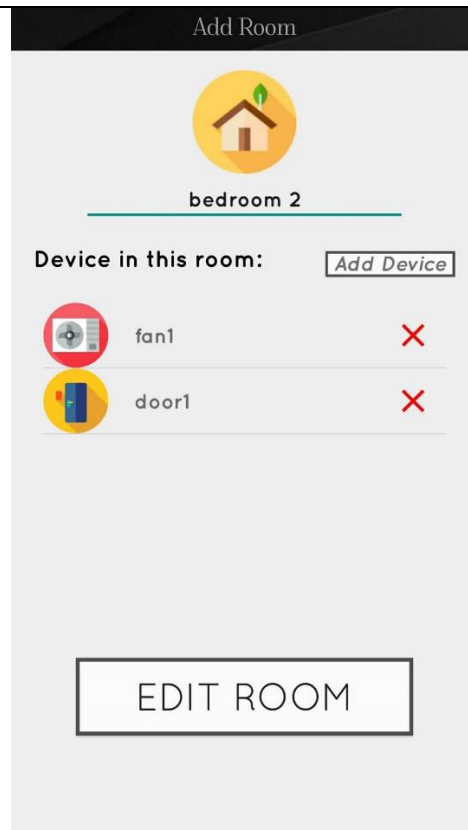 Add Room
bedroom 2
Device in this room:
Add Device
fan1
door1
EDIT ROOM